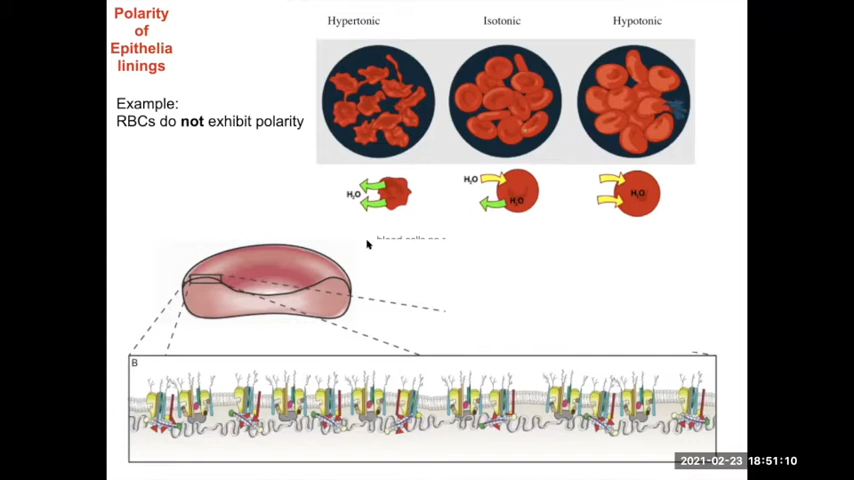 Polarity
of
Epithelia
linings
Example:
RBCs do not exhibit polarity
Hypertonic
Isotonic
Hypotonic
H₂O
H₂O
H₂O
H₂O
B
2021-02-23 18:51:10